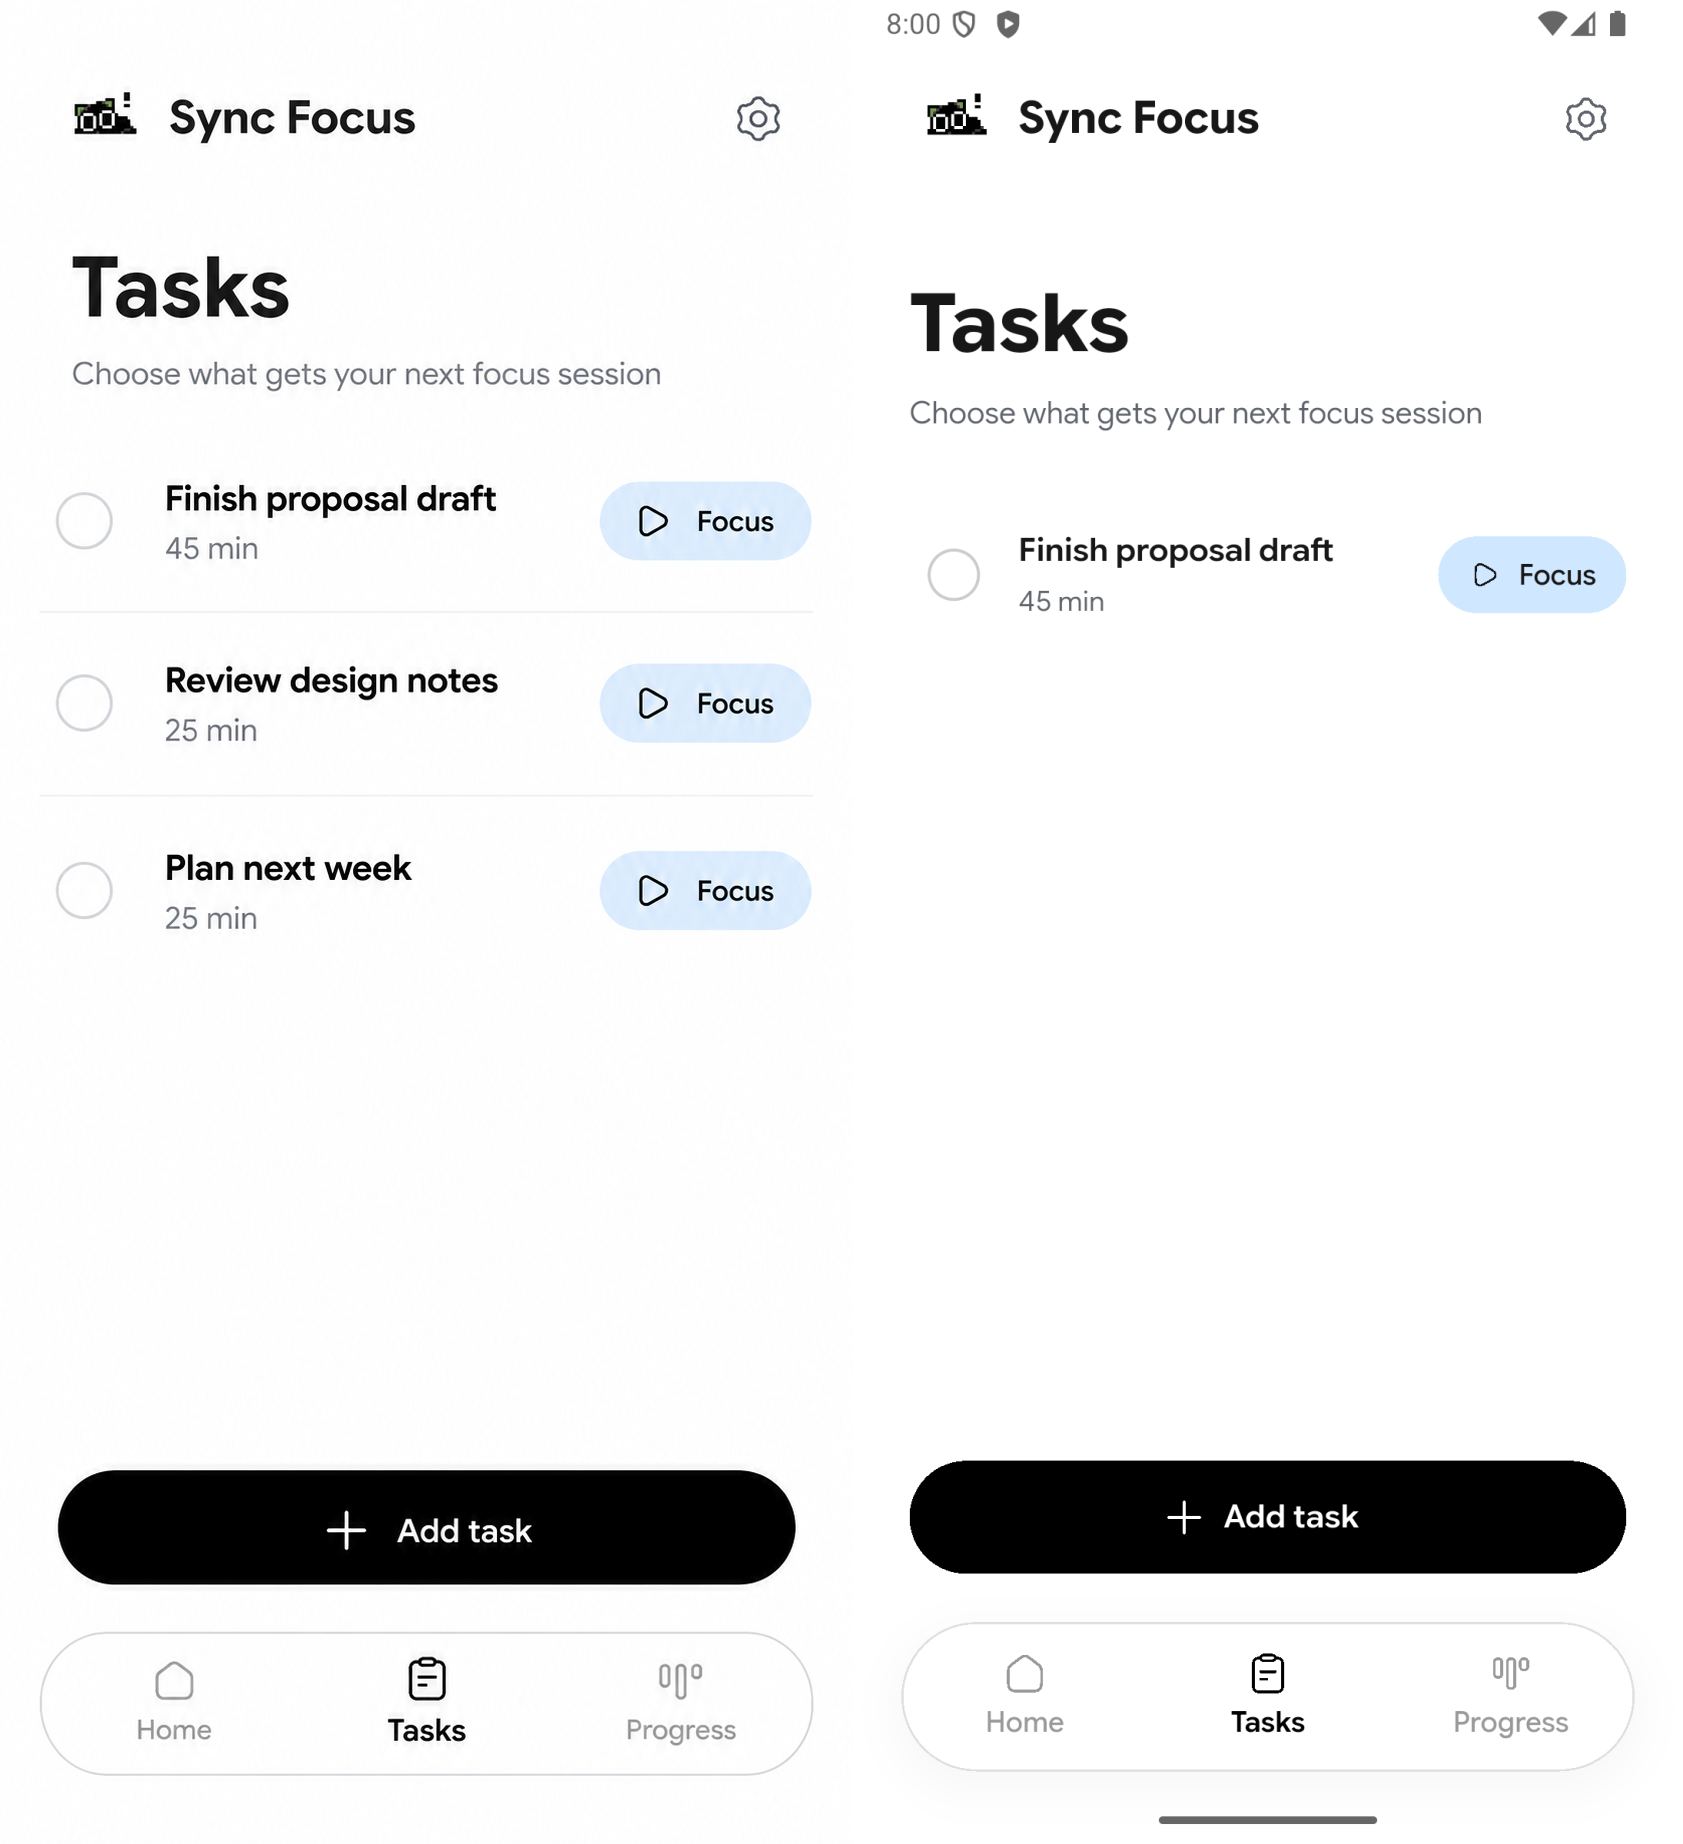 Sync Focus
Tasks
Choose what gets your next focus session
Finish proposal draft
45 min
Focus
Review design notes
25 min
Focus
Plan next week
25 min
Focus
Add task
Home
Tasks
Progress
8:00
Sync Focus
Tasks
Choose what gets your next focus session
Finish proposal draft
45 min
Focus
Add task
Home
Tasks
Progress